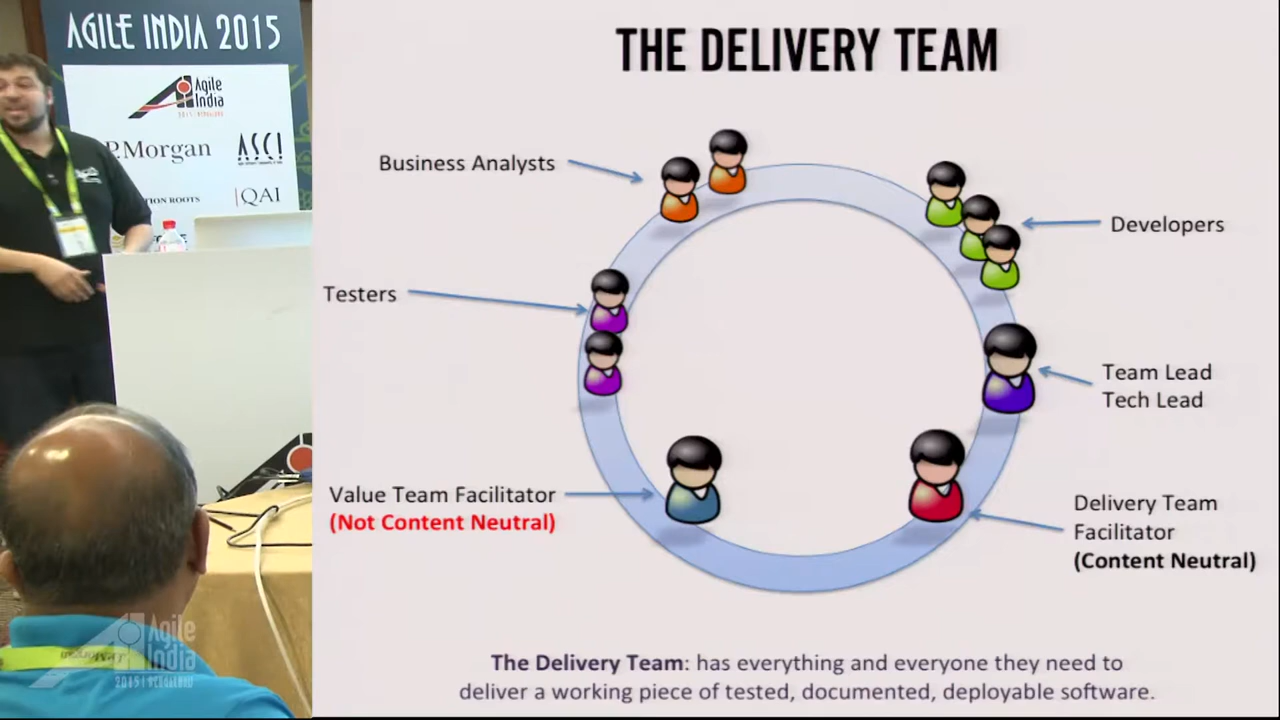 AGILE INDIA 2015
Agile
India
P.Morgan
ASCI
TION ROOTS
QAI
THE DELIVERY TEAM
Business Analysts
Developers
Testers
Team Lead
Tech Lead
Value Team Facilitator
(Not Content Neutral)
Delivery Team
Facilitator
(Content Neutral)
The Delivery Team: has everything and everyone they need to
deliver a working piece of tested, documented, deployable software.
Agile
India